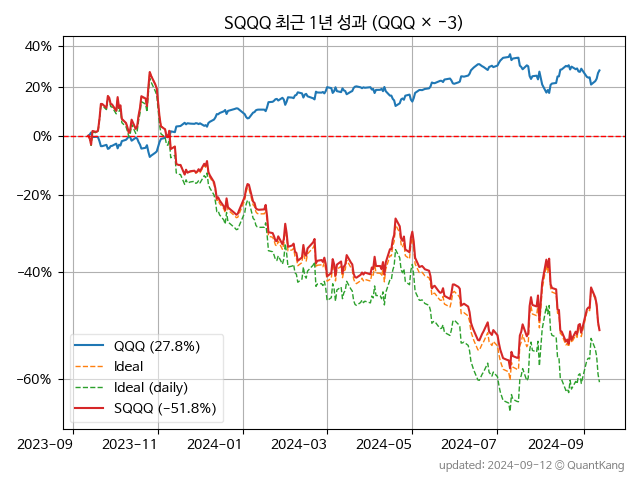 SQQQ 최근 1년 성과 (QQQ × −3)
40%
20%
0%
−20%
−40%
−60%
QQQ (27.8%)
Ideal
Ideal (daily)
SQQQ (−51.8%)
2023-09
2023-11
2024-01
2024-03
2024-05
2024-07
2024-09
updated: 2024-09-12 © QuantKang